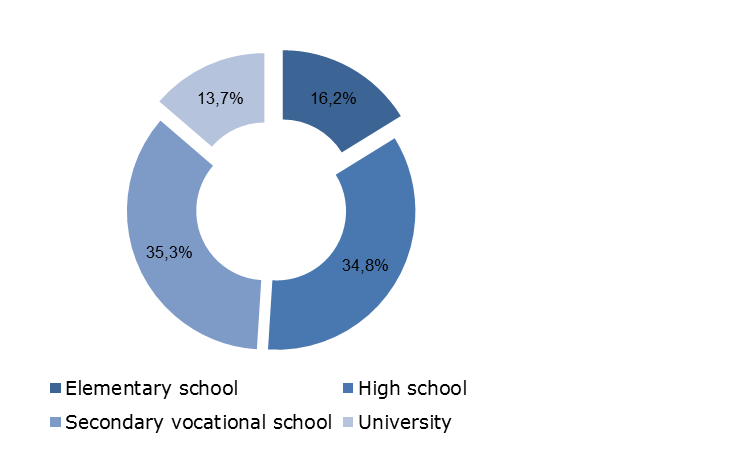 13,7% 16,2%
35,3% 34,8%
Elementary school High school
Secondary vocational school University